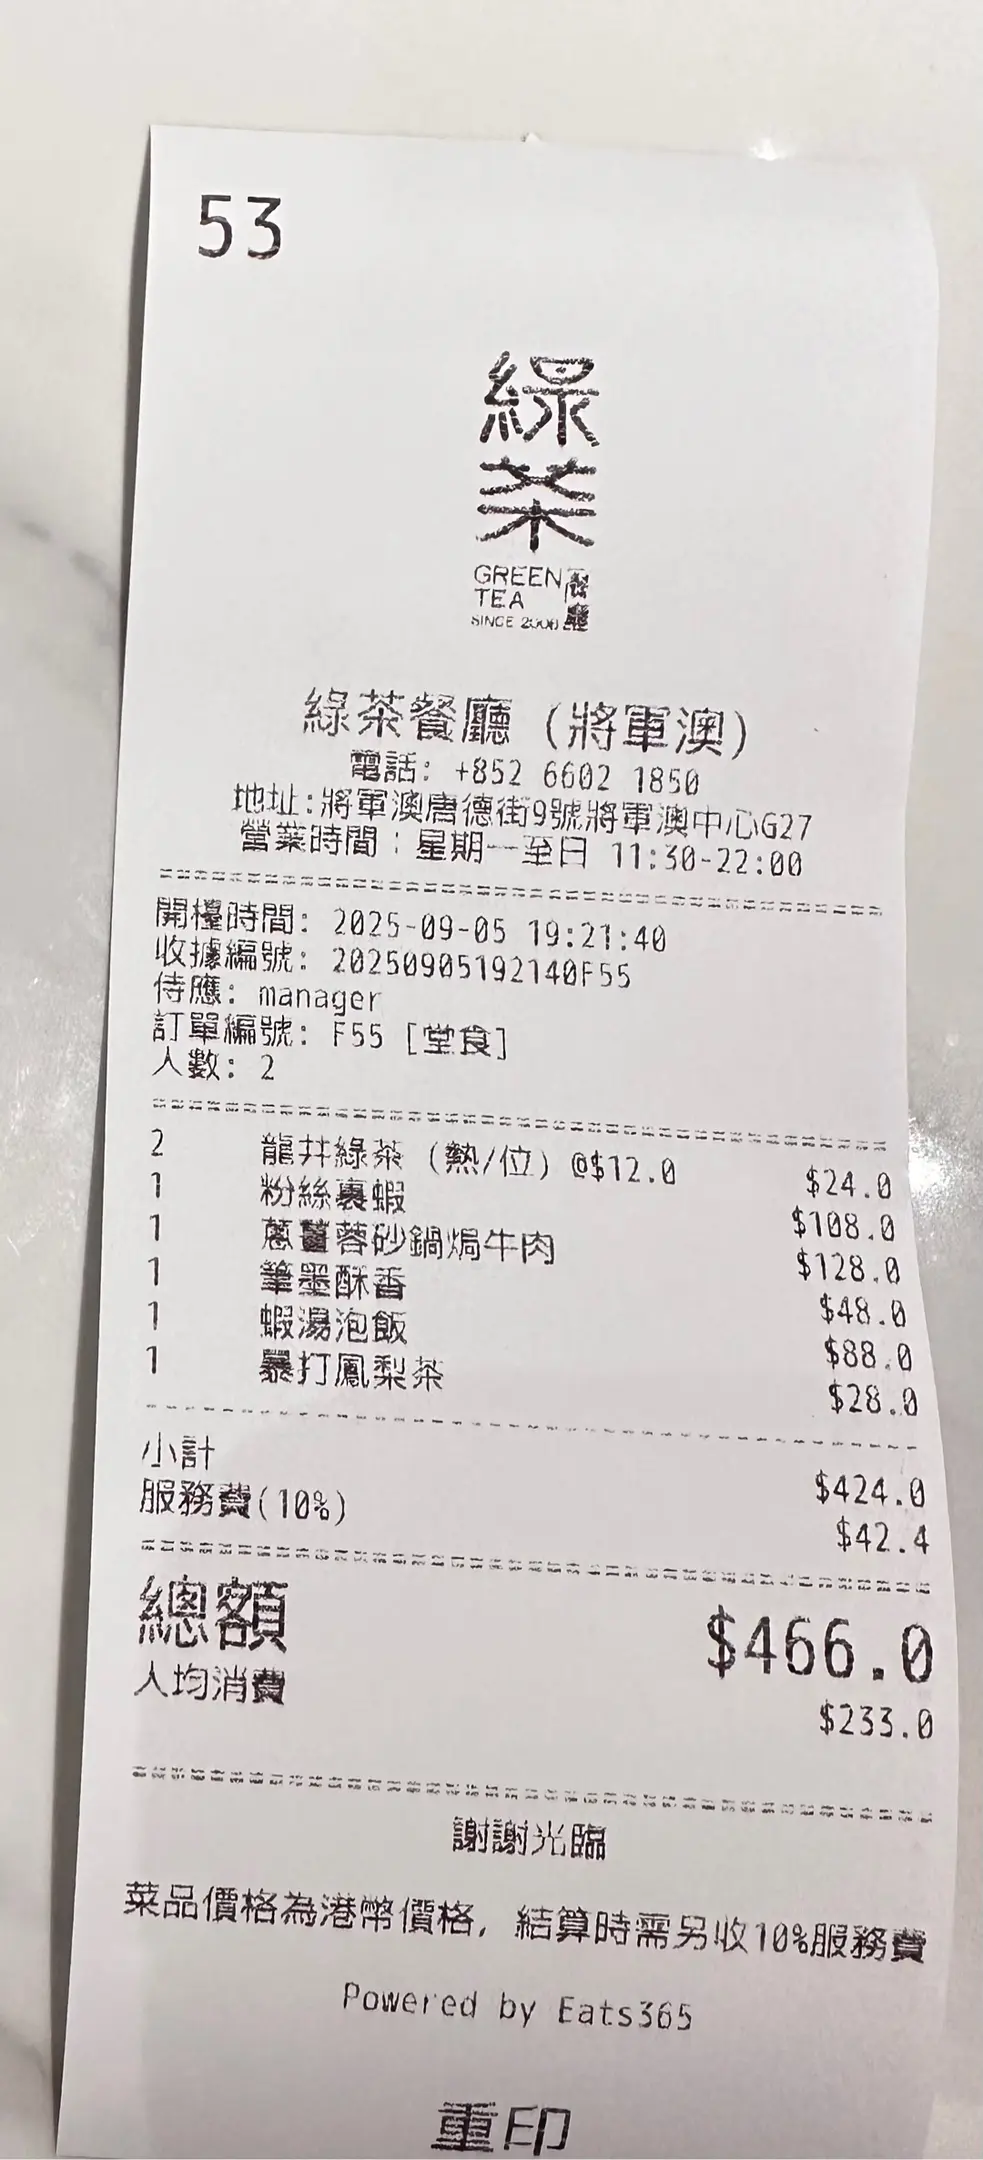 53
綠
茶
GREEN 餐
TEA 廳
SINCE 2008
綠茶餐廳 (將軍澳)
電話: +852 6602 1850
地址:將軍澳唐德街9號將軍澳中心G27
營業時間：星期一至日 11:30-22:00
開檯時間: 2025-09-05 19:21:40
收據編號: 20250905192140F55
侍應: manager
訂單編號: F55 [堂食]
人數: 2
2 龍井綠茶 (熱/位) @$12.0 $24.0
1 粉絲裹蝦 $108.0
1 蔥薑蓉砂鍋焗牛肉 $128.0
1 筆墨酥香 $48.0
1 蝦湯泡飯 $88.0
1 暴打鳳梨茶 $28.0
小計 $424.0
服務費(10%) $42.4
總額 $466.0
人均消費 $233.0
謝謝光臨
菜品價格為港幣價格, 結算時需另收10%服務費
Powered by Eats365
重印